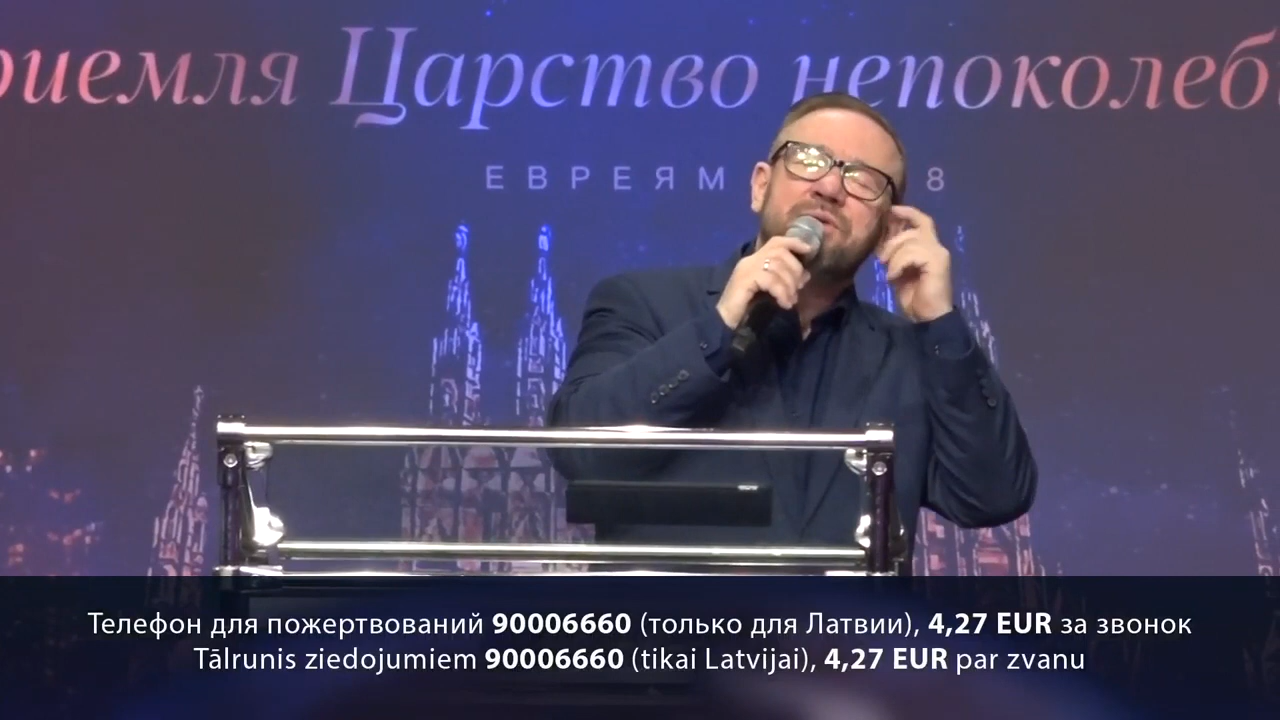 Царство
ЕВРЕЯМ 8
Телефон для пожертвований 90006660 (только для Латвии), 4,27 EUR за звонок
Tālrunis ziedojumiem 90006660 (tikai Latvijai), 4,27 EUR par zvanu